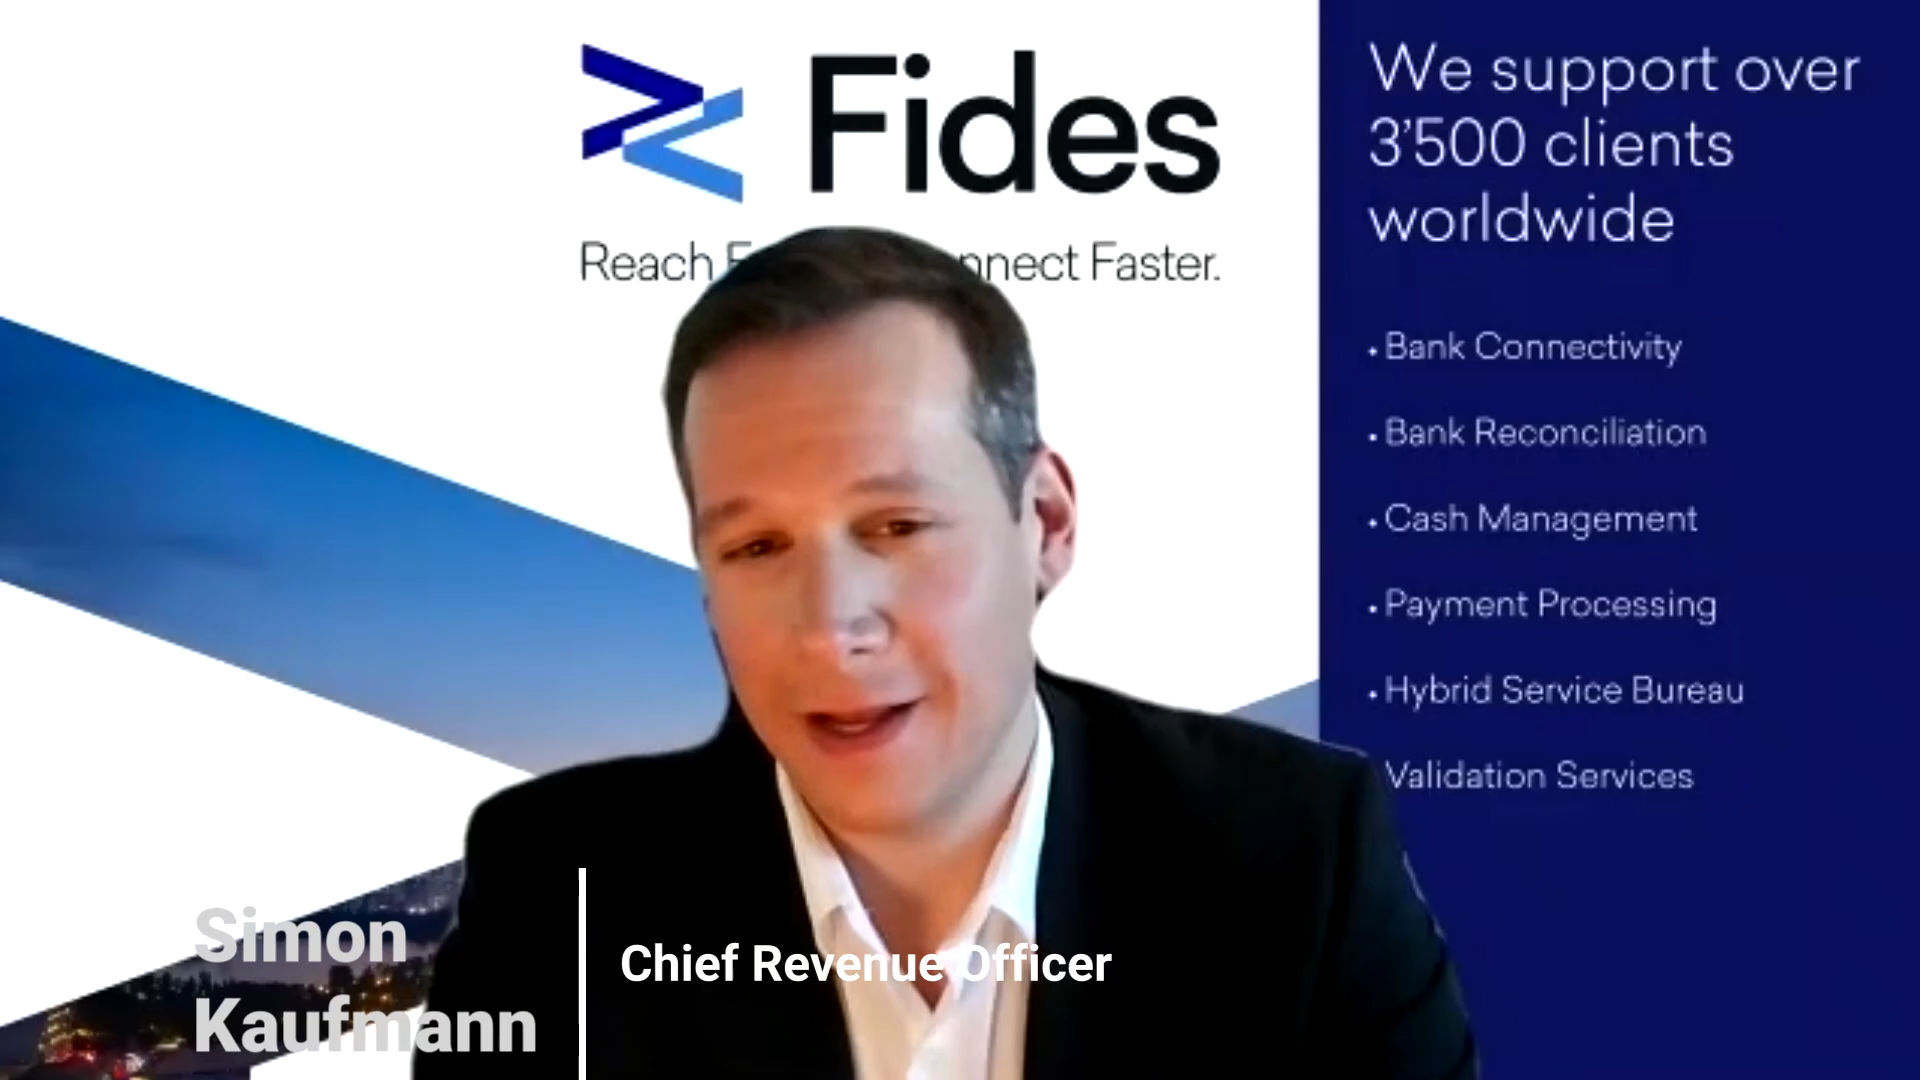 Fides
Reach nnect Faster.
We support over
3’500 clients
worldwide
• Bank Connectivity
• Bank Reconciliation
• Cash Management
• Payment Processing
• Hybrid Service Bureau
Validation Services
Simon
Kaufmann
Chief Revenue Officer